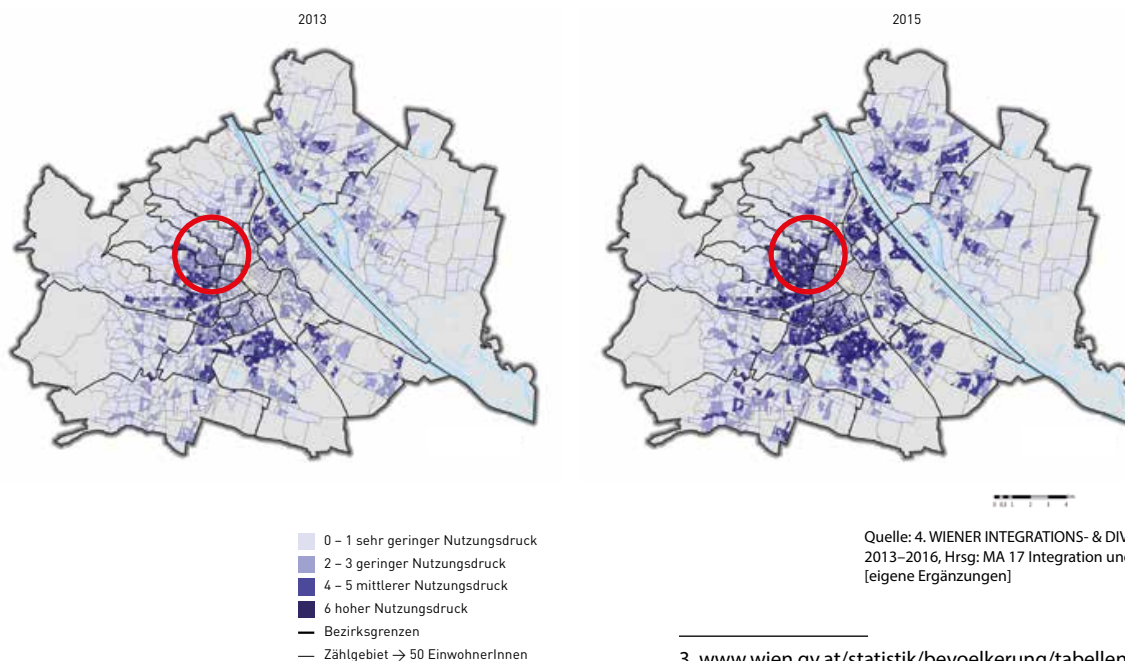 2013
2015
0 – 1 sehr geringer Nutzungsdruck
2 – 3 geringer Nutzungsdruck
4 – 5 mittlerer Nutzungsdruck
6 hoher Nutzungsdruck
Bezirksgrenzen
Zählgebiet → 50 EinwohnerInnen
Quelle: 4. WIENER INTEGRATIONS- & DIV
2013–2016, Hrsg: MA 17 Integration und
[eigene Ergänzungen]
3 www.wien.gv.at/statistik/bevoelkerung/tabellen